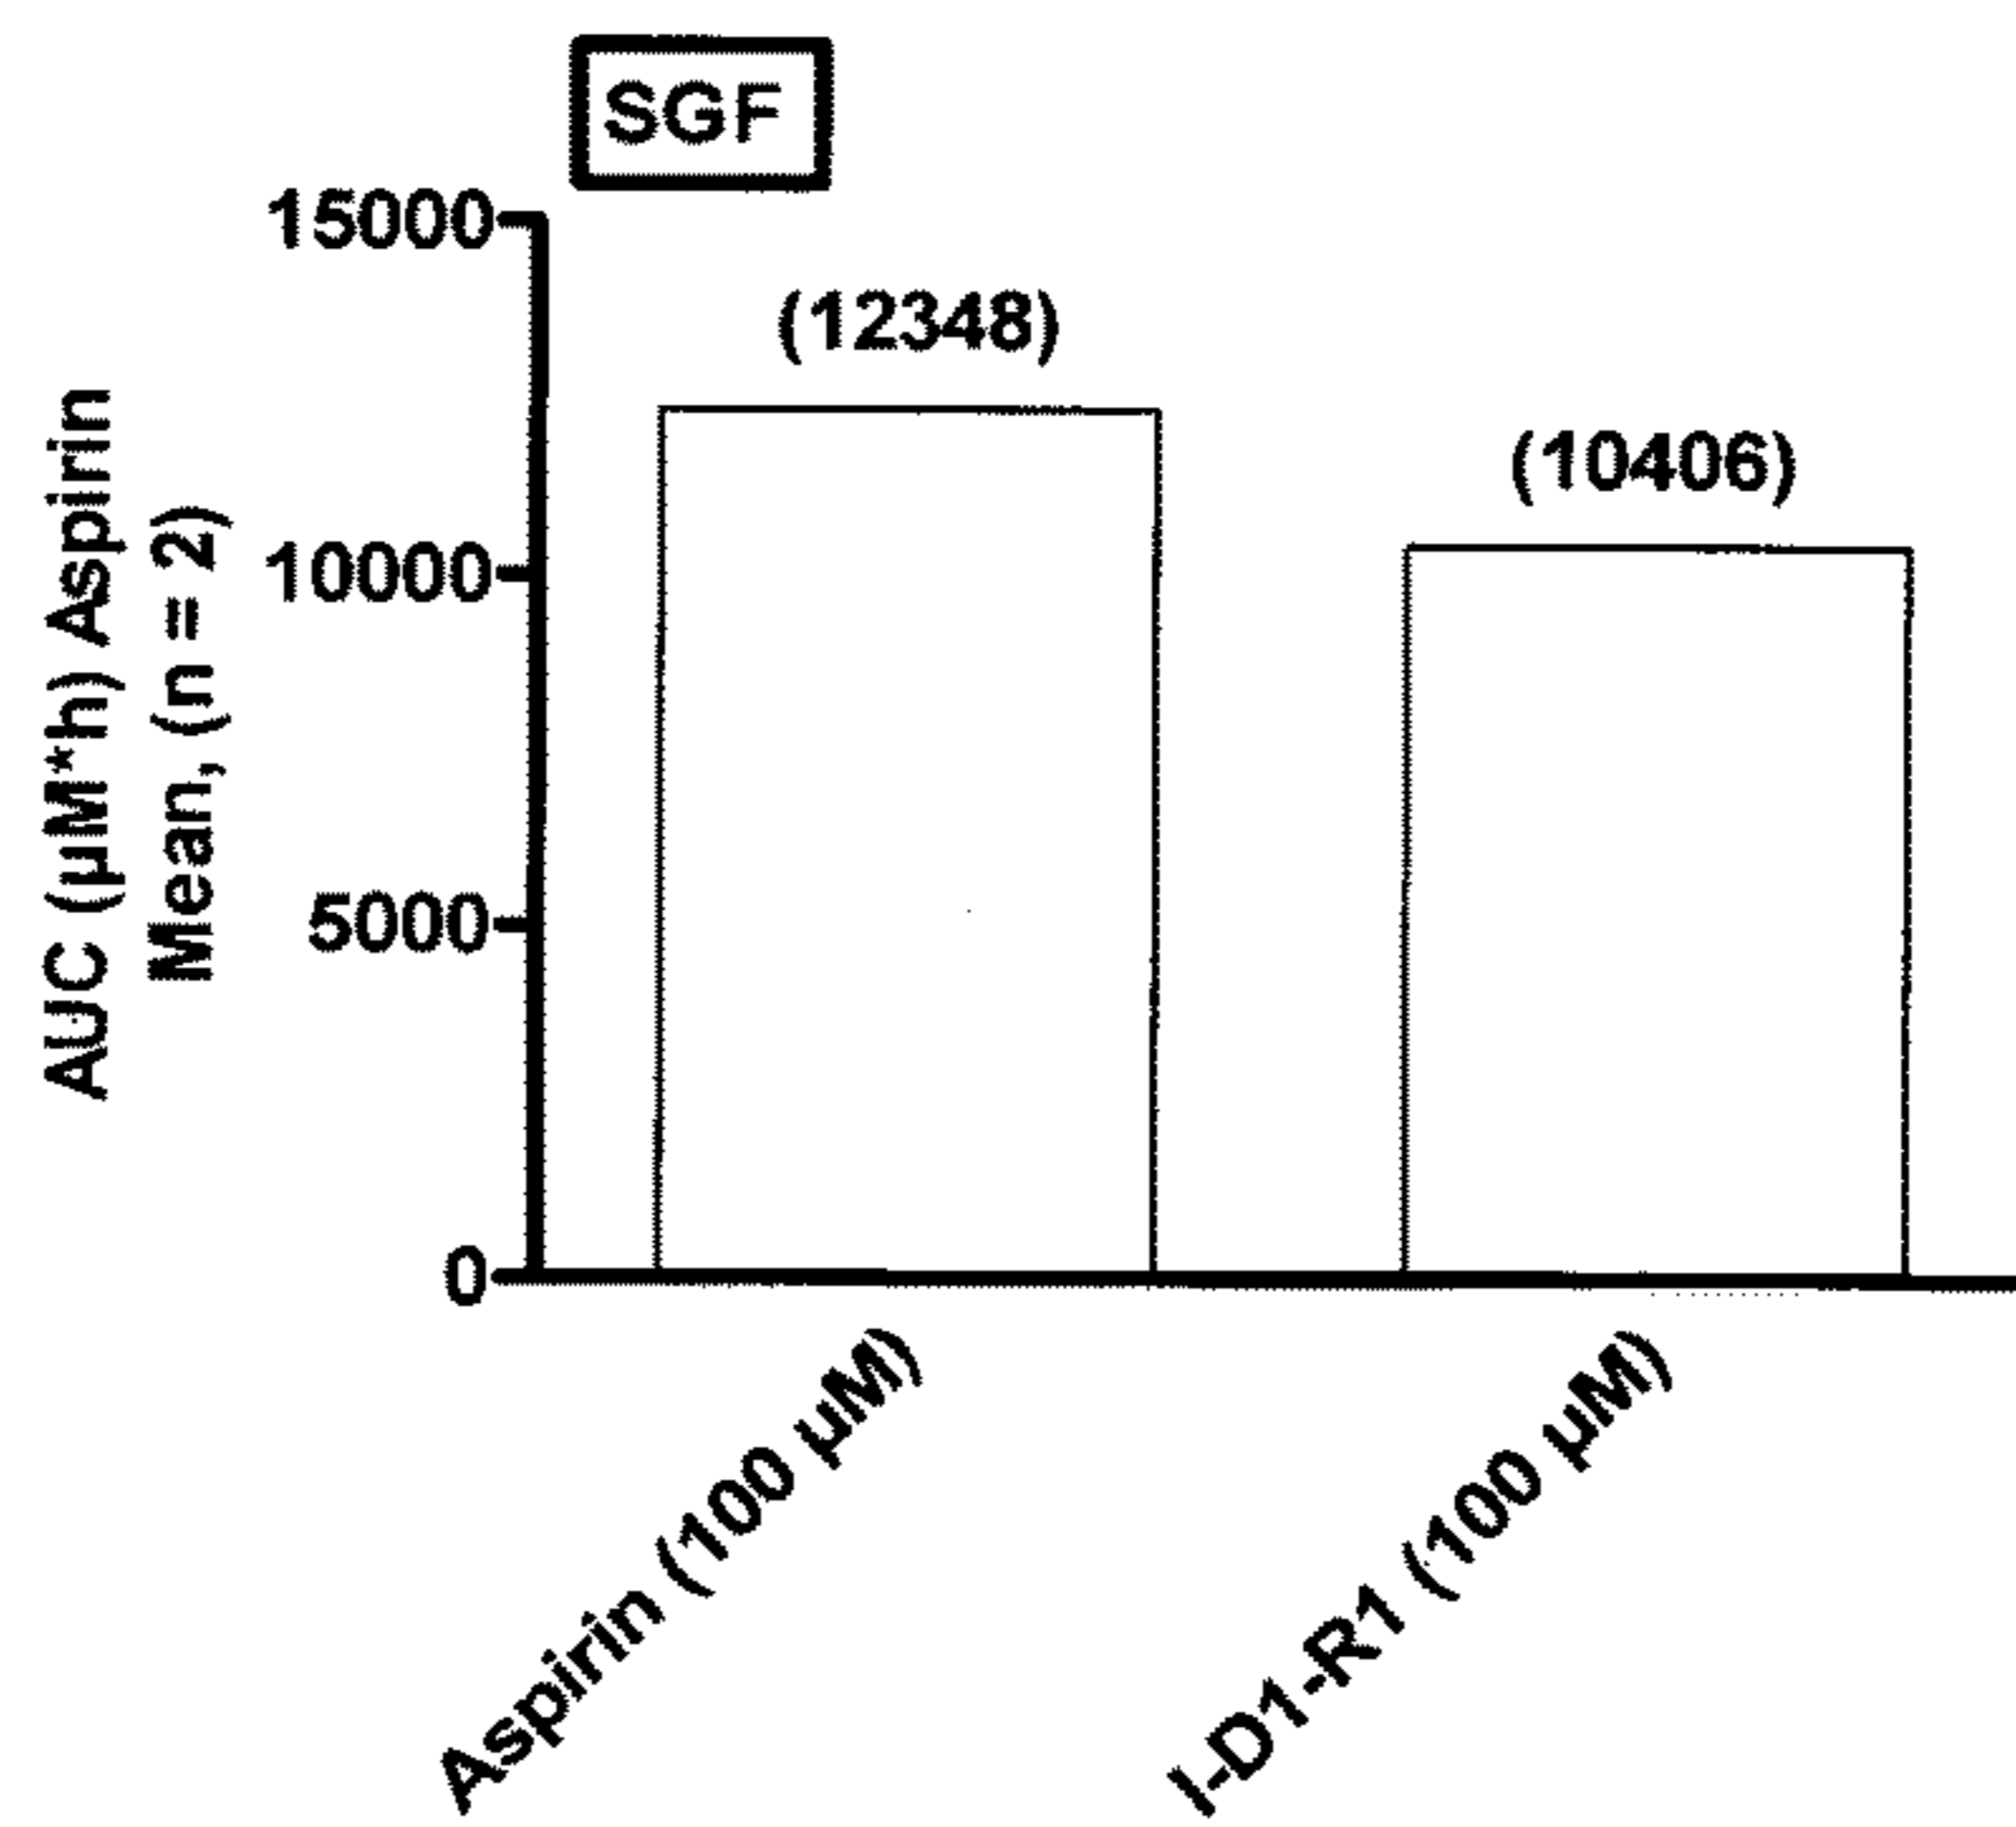 SGF
15000
(12348)
(10406)
10000
5000
0
AUC (µM*h) Aspirin
Mean, (n = 2)
Aspirin (100 µM)
I-D1-R1 (100 µM)